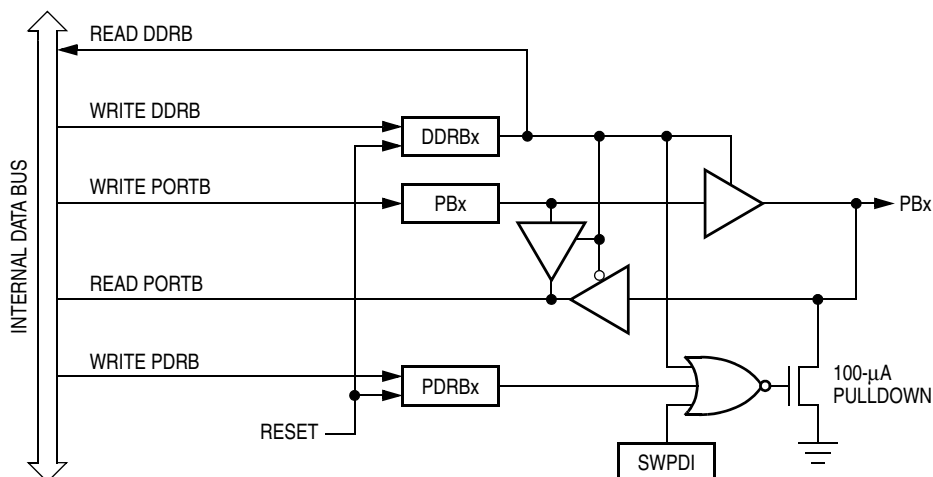 READ DDRB
WRITE DDRB
DDRBx
WRITE PORTB
PBx
PBx
INTERNAL DATA BUS
READ PORTB
WRITE PDRB
PDRBx
100-µA
PULLDOWN
RESET
SWPDI